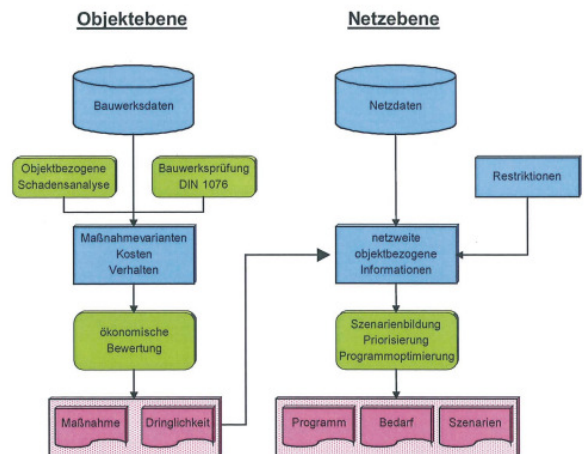 Objektebene
Netzebene
Bauwerksdaten
Netzdaten
Objektbezogene
Schadensanalyse
Bauwerksprüfung
DIN 1076
Restriktionen
Maßnahmevarianten
Kosten
Verhalten
netzweite
objektbezogene
Informationen
ökonomische
Bewertung
Szenarienbildung
Priorisierung
Programmoptimierung
Maßnahme
Dringlichkeit
Programm
Bedarf
Szenarien